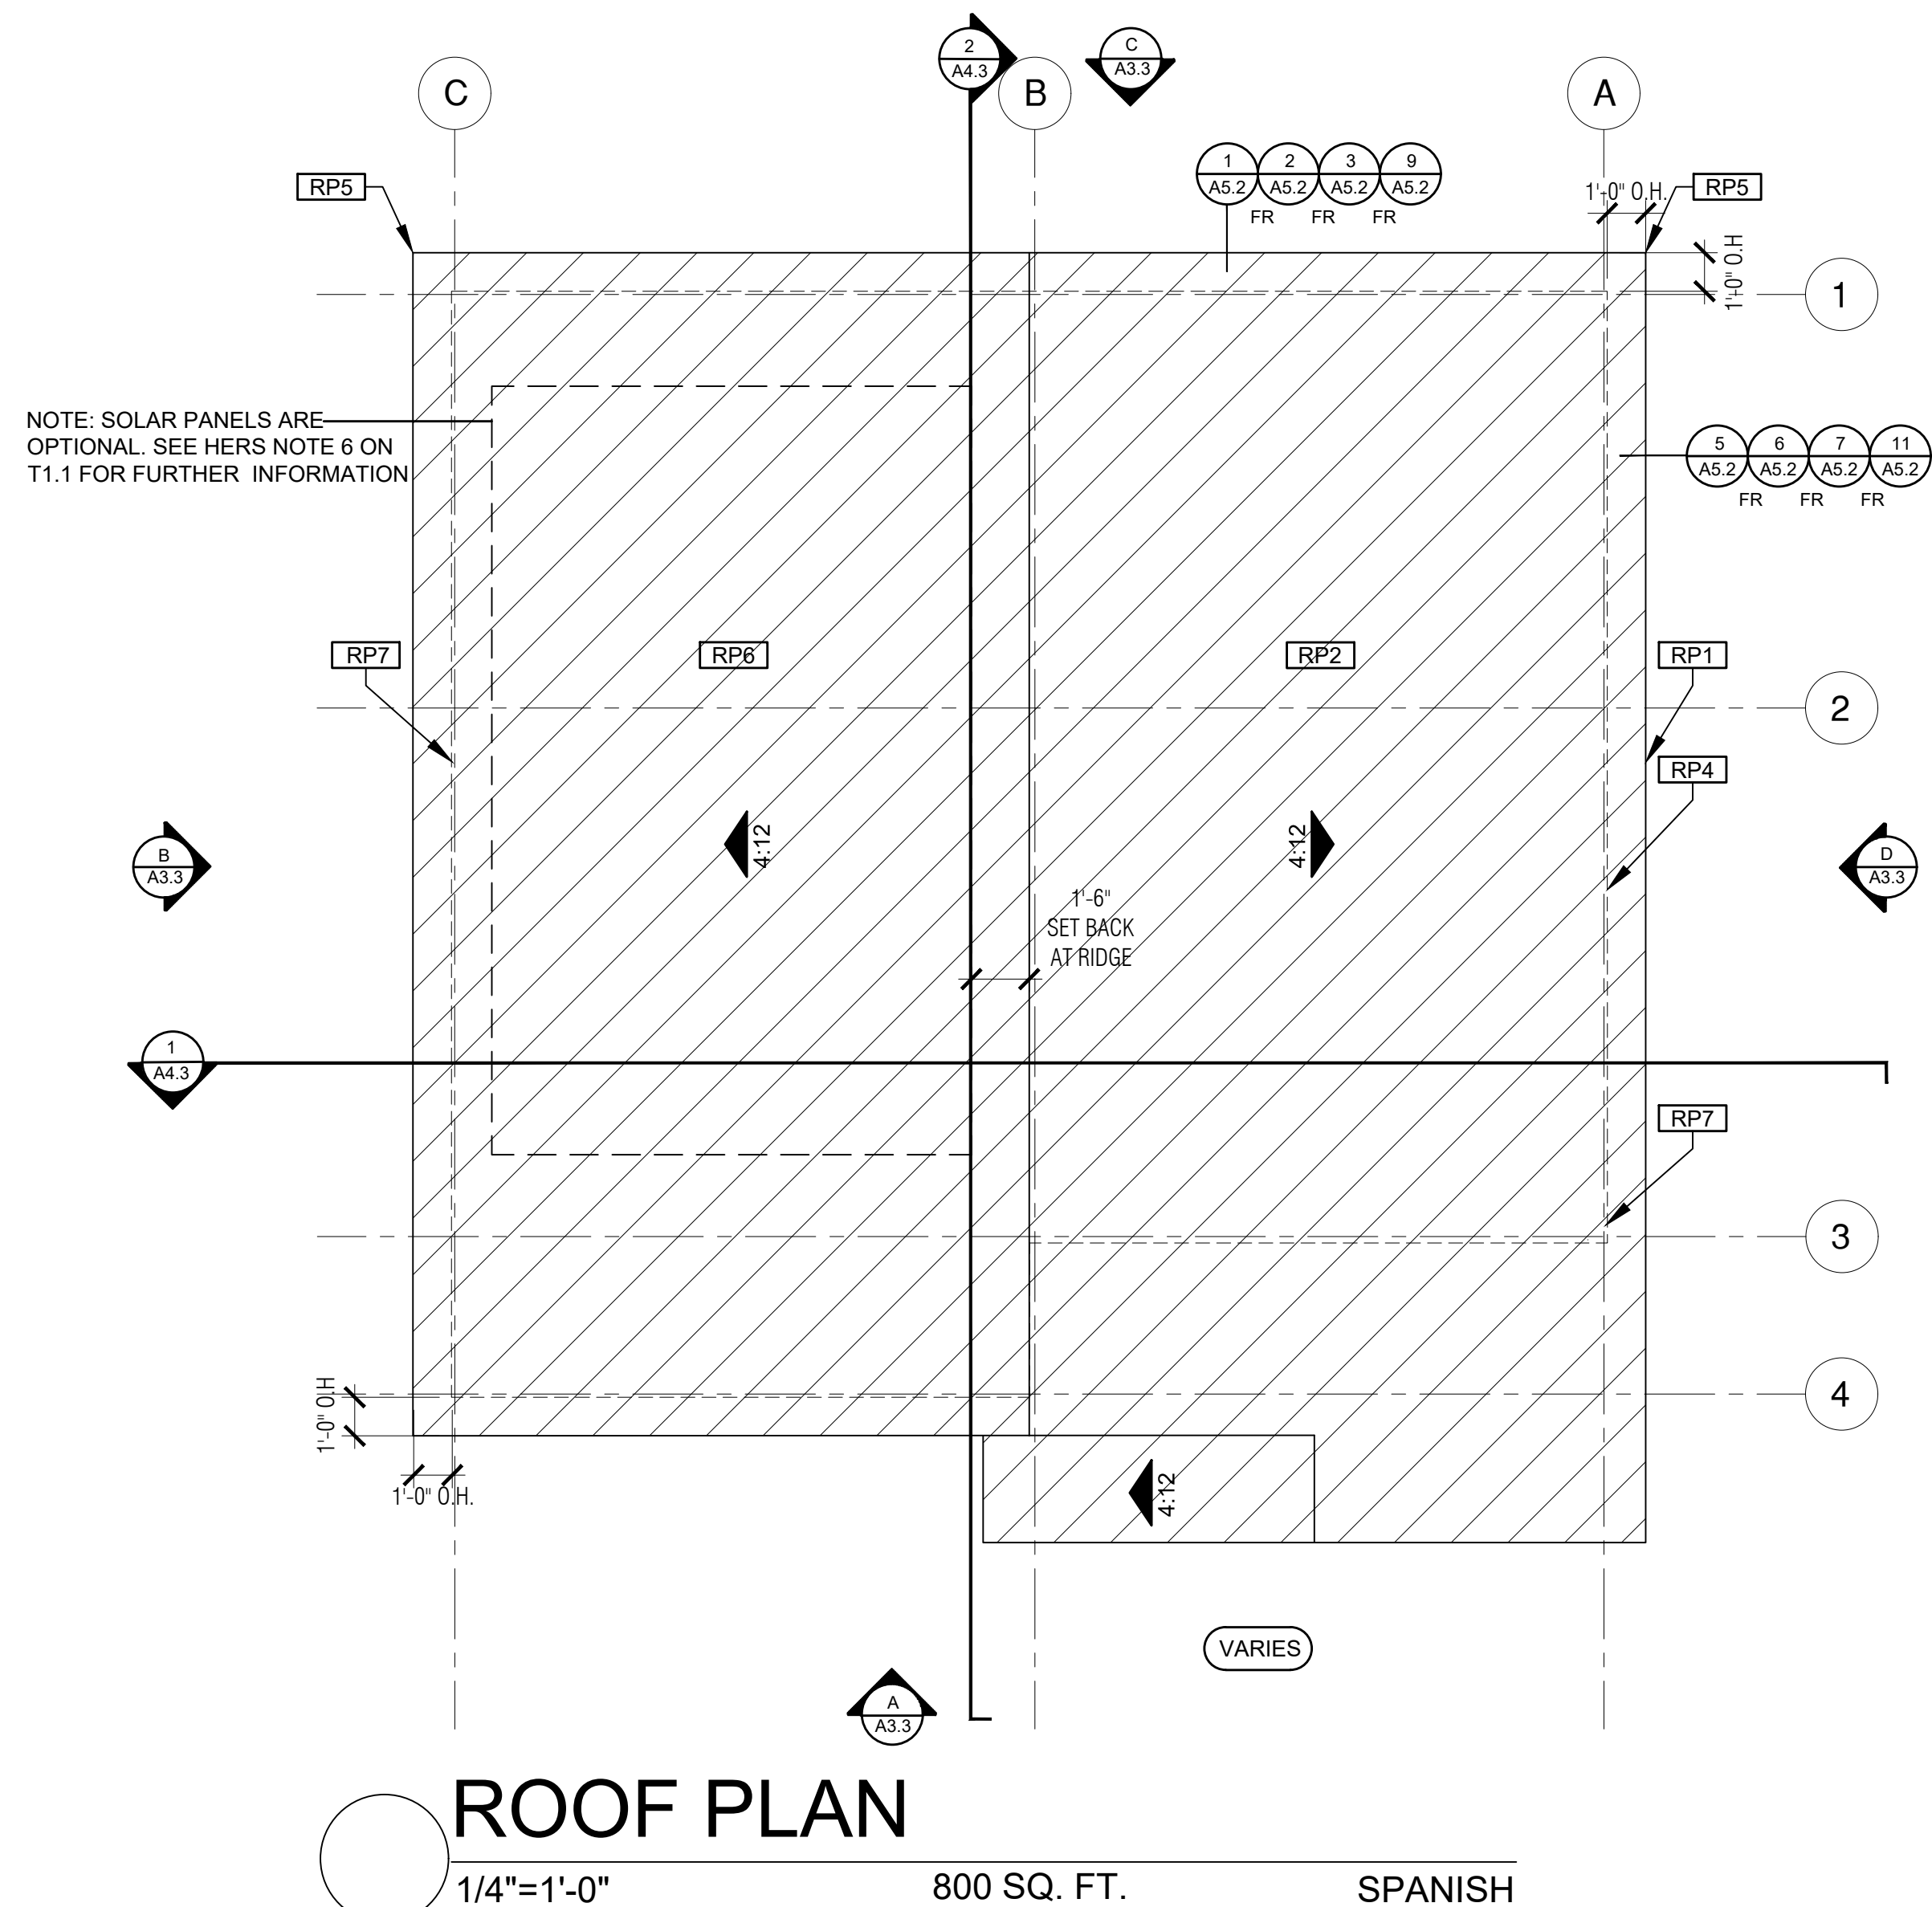 2
A4.3
C
A3.3
C
B
A
1
A5.2
2
A5.2
3
A5.2
9
A5.2
FR
FR
FR
RP5
1'-0" O.H.
RP5
1'-0" O.H
1
NOTE: SOLAR PANELS ARE
OPTIONAL. SEE HERS NOTE 6 ON
T1.1 FOR FURTHER INFORMATION
5
A5.2
6
A5.2
7
A5.2
11
A5.2
FR
FR
FR
RP7
RP6
RP2
RP1
2
RP4
4:12
4:12
B
A3.3
D
A3.3
1'-6"
SET BACK
AT RIDGE
1
A4.3
RP7
3
1'-0" O.H
4
1'-0" O.H.
4:12
VARIES
A
A3.3
ROOF PLAN
1/4"=1'-0"
800 SQ. FT.
SPANISH